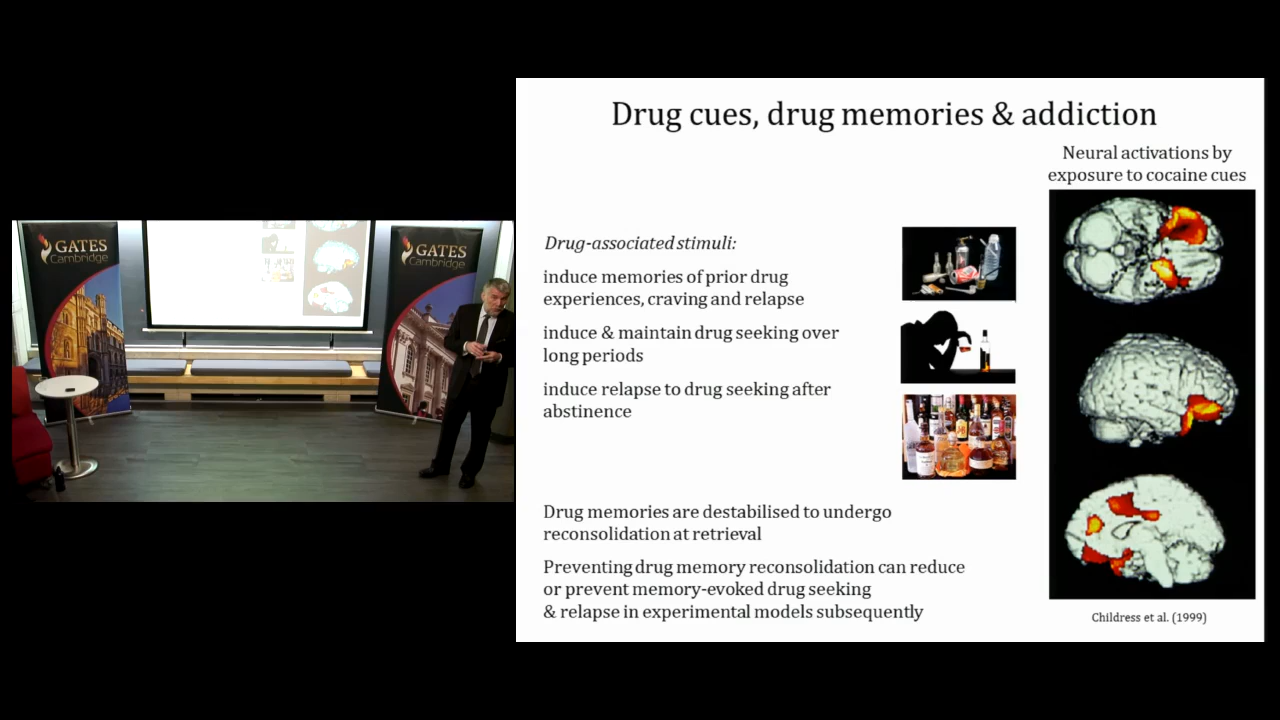 GATES
Cambridge
GATES
Cambridge
Drug cues, drug memories & addiction
Neural activations by
exposure to cocaine cues
Drug-associated stimuli:
induce memories of prior drug
experiences, craving and relapse
induce & maintain drug seeking over
long periods
induce relapse to drug seeking after
abstinence
Drug memories are destabilised to undergo
reconsolidation at retrieval
Preventing drug memory reconsolidation can reduce
or prevent memory-evoked drug seeking
& relapse in experimental models subsequently
Childress et al. (1999)